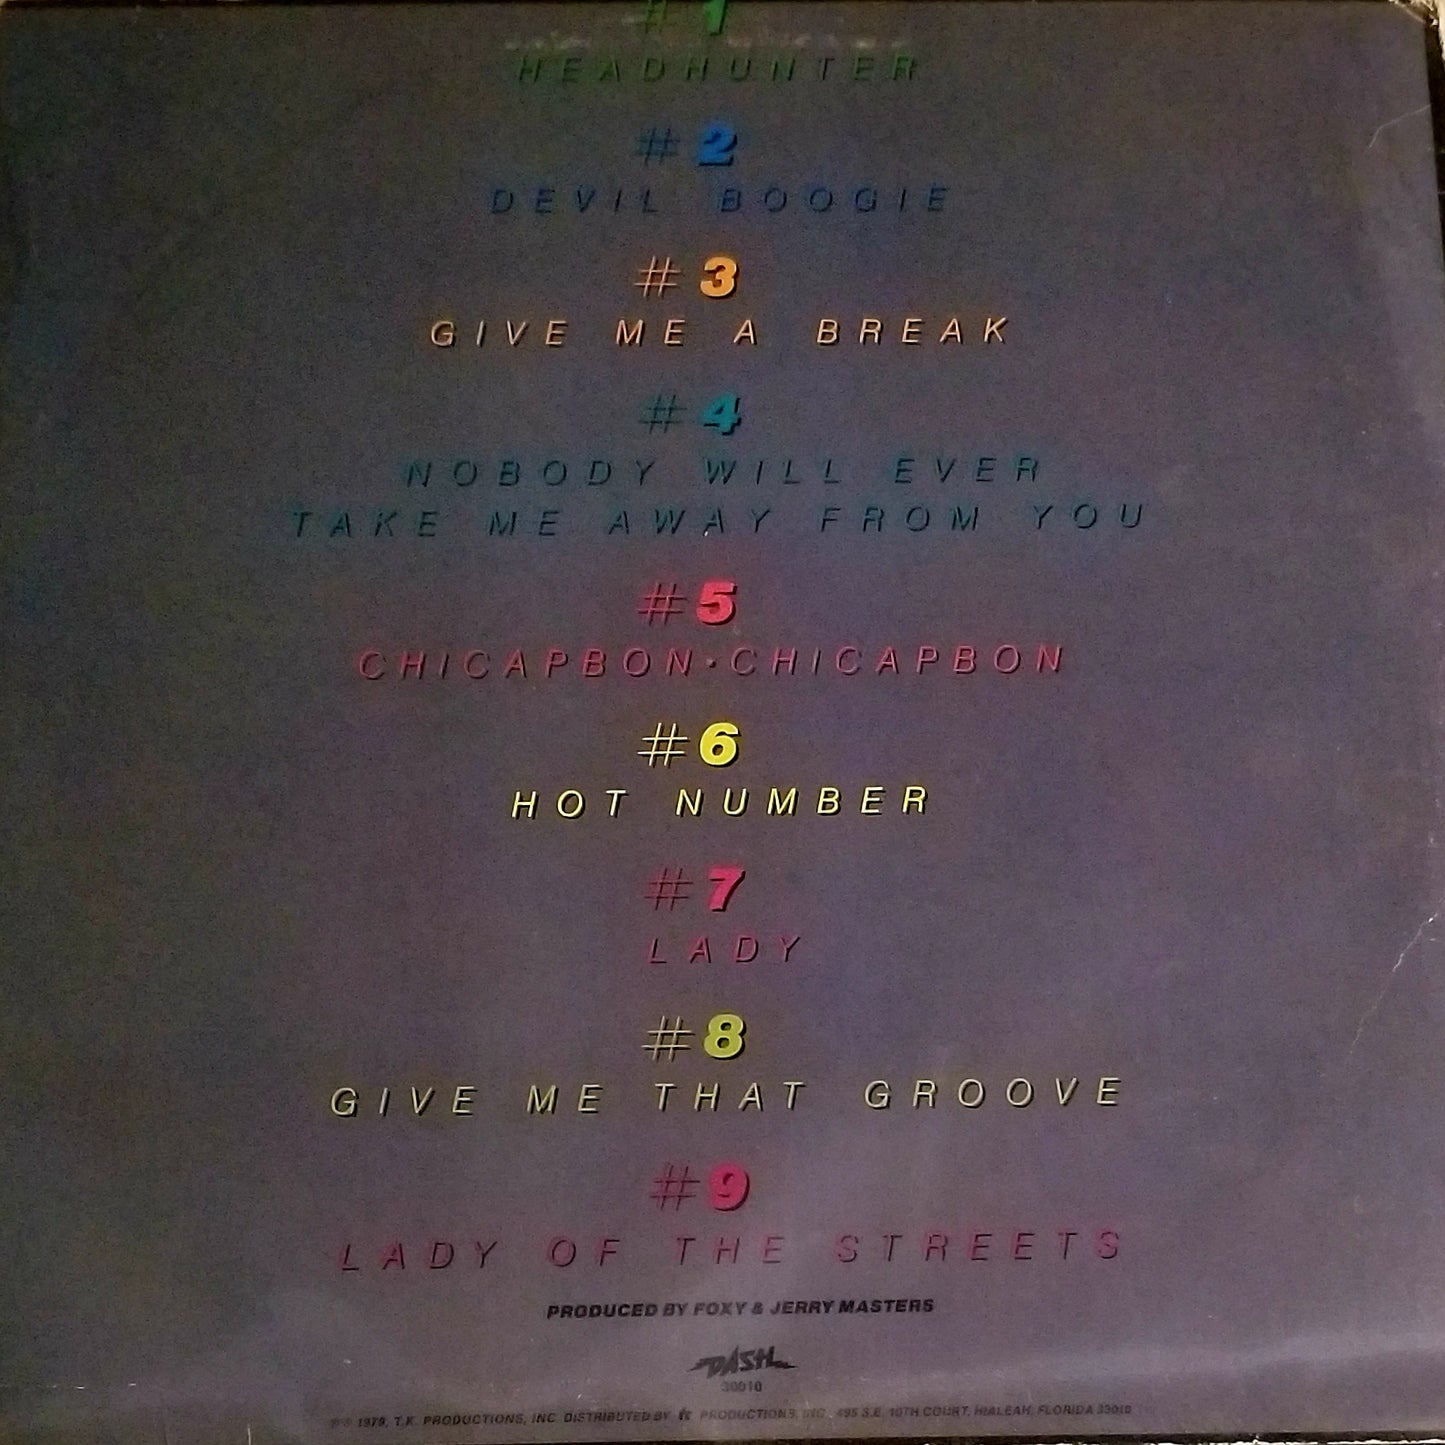 #1
HEADHUNTER
#2
DEVIL BOOGIE
#3
GIVE ME A BREAK
#4
NOBODY WILL EVER
TAKE ME AWAY FROM YOU
#5
CHICAPBON·CHICAPBON
#6
HOT NUMBER
#7
LADY
#8
GIVE ME THAT GROOVE
#9
LADY OF THE STREETS
PRODUCED BY FOXY & JERRY MASTERS
DASH
30010
1979, T.K. PRODUCTIONS, INC. DISTRIBUTED BY PRODUCTIONS, INC., 495 S.E. 10TH COURT, HIALEAH, FLORIDA 33010